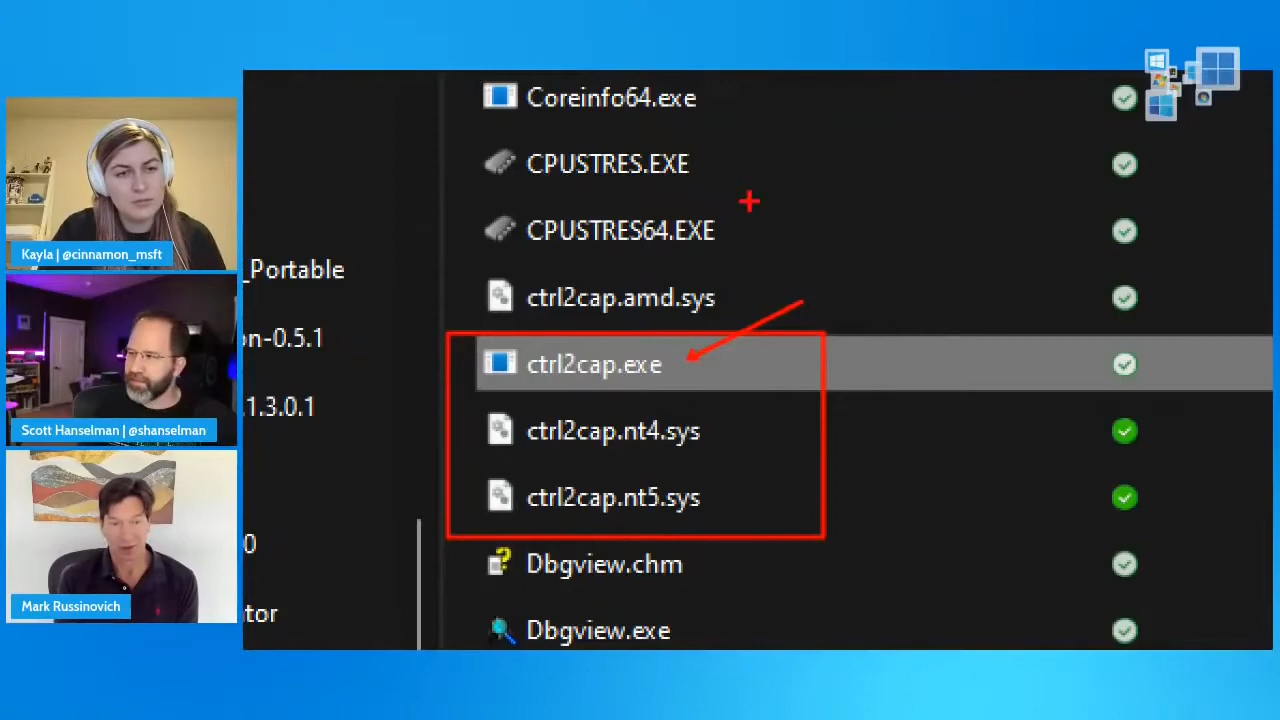 Coreinfo64.exe
CPUSTRES.EXE
CPUSTRES64.EXE
ctrl2cap.amd.sys
ctrl2cap.exe
ctrl2cap.nt4.sys
ctrl2cap.nt5.sys
Dbgview.chm
Dbgview.exe
_Portable
on-0.5.1
.1.3.0.1
0
tor
Kayla | @cinnamon_msft
Scott Hanselman | @shanselman
Mark Russinovich